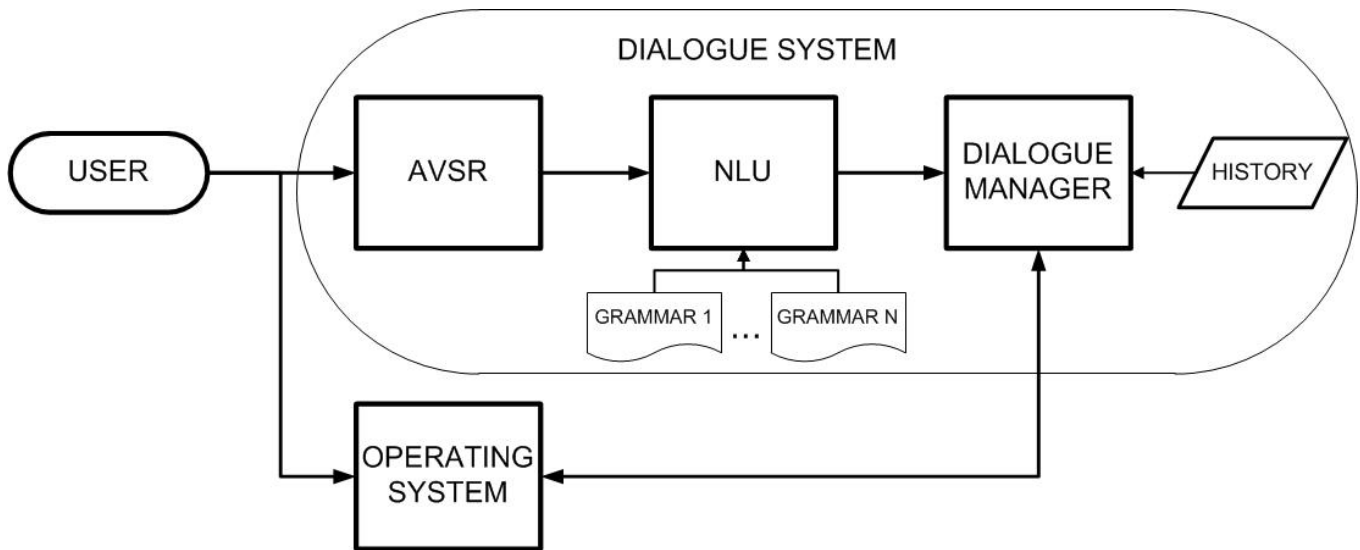 DIALOGUE SYSTEM
USER
AVSR
NLU
DIALOGUE
MANAGER
HISTORY
GRAMMAR 1
...
GRAMMAR N
OPERATING
SYSTEM